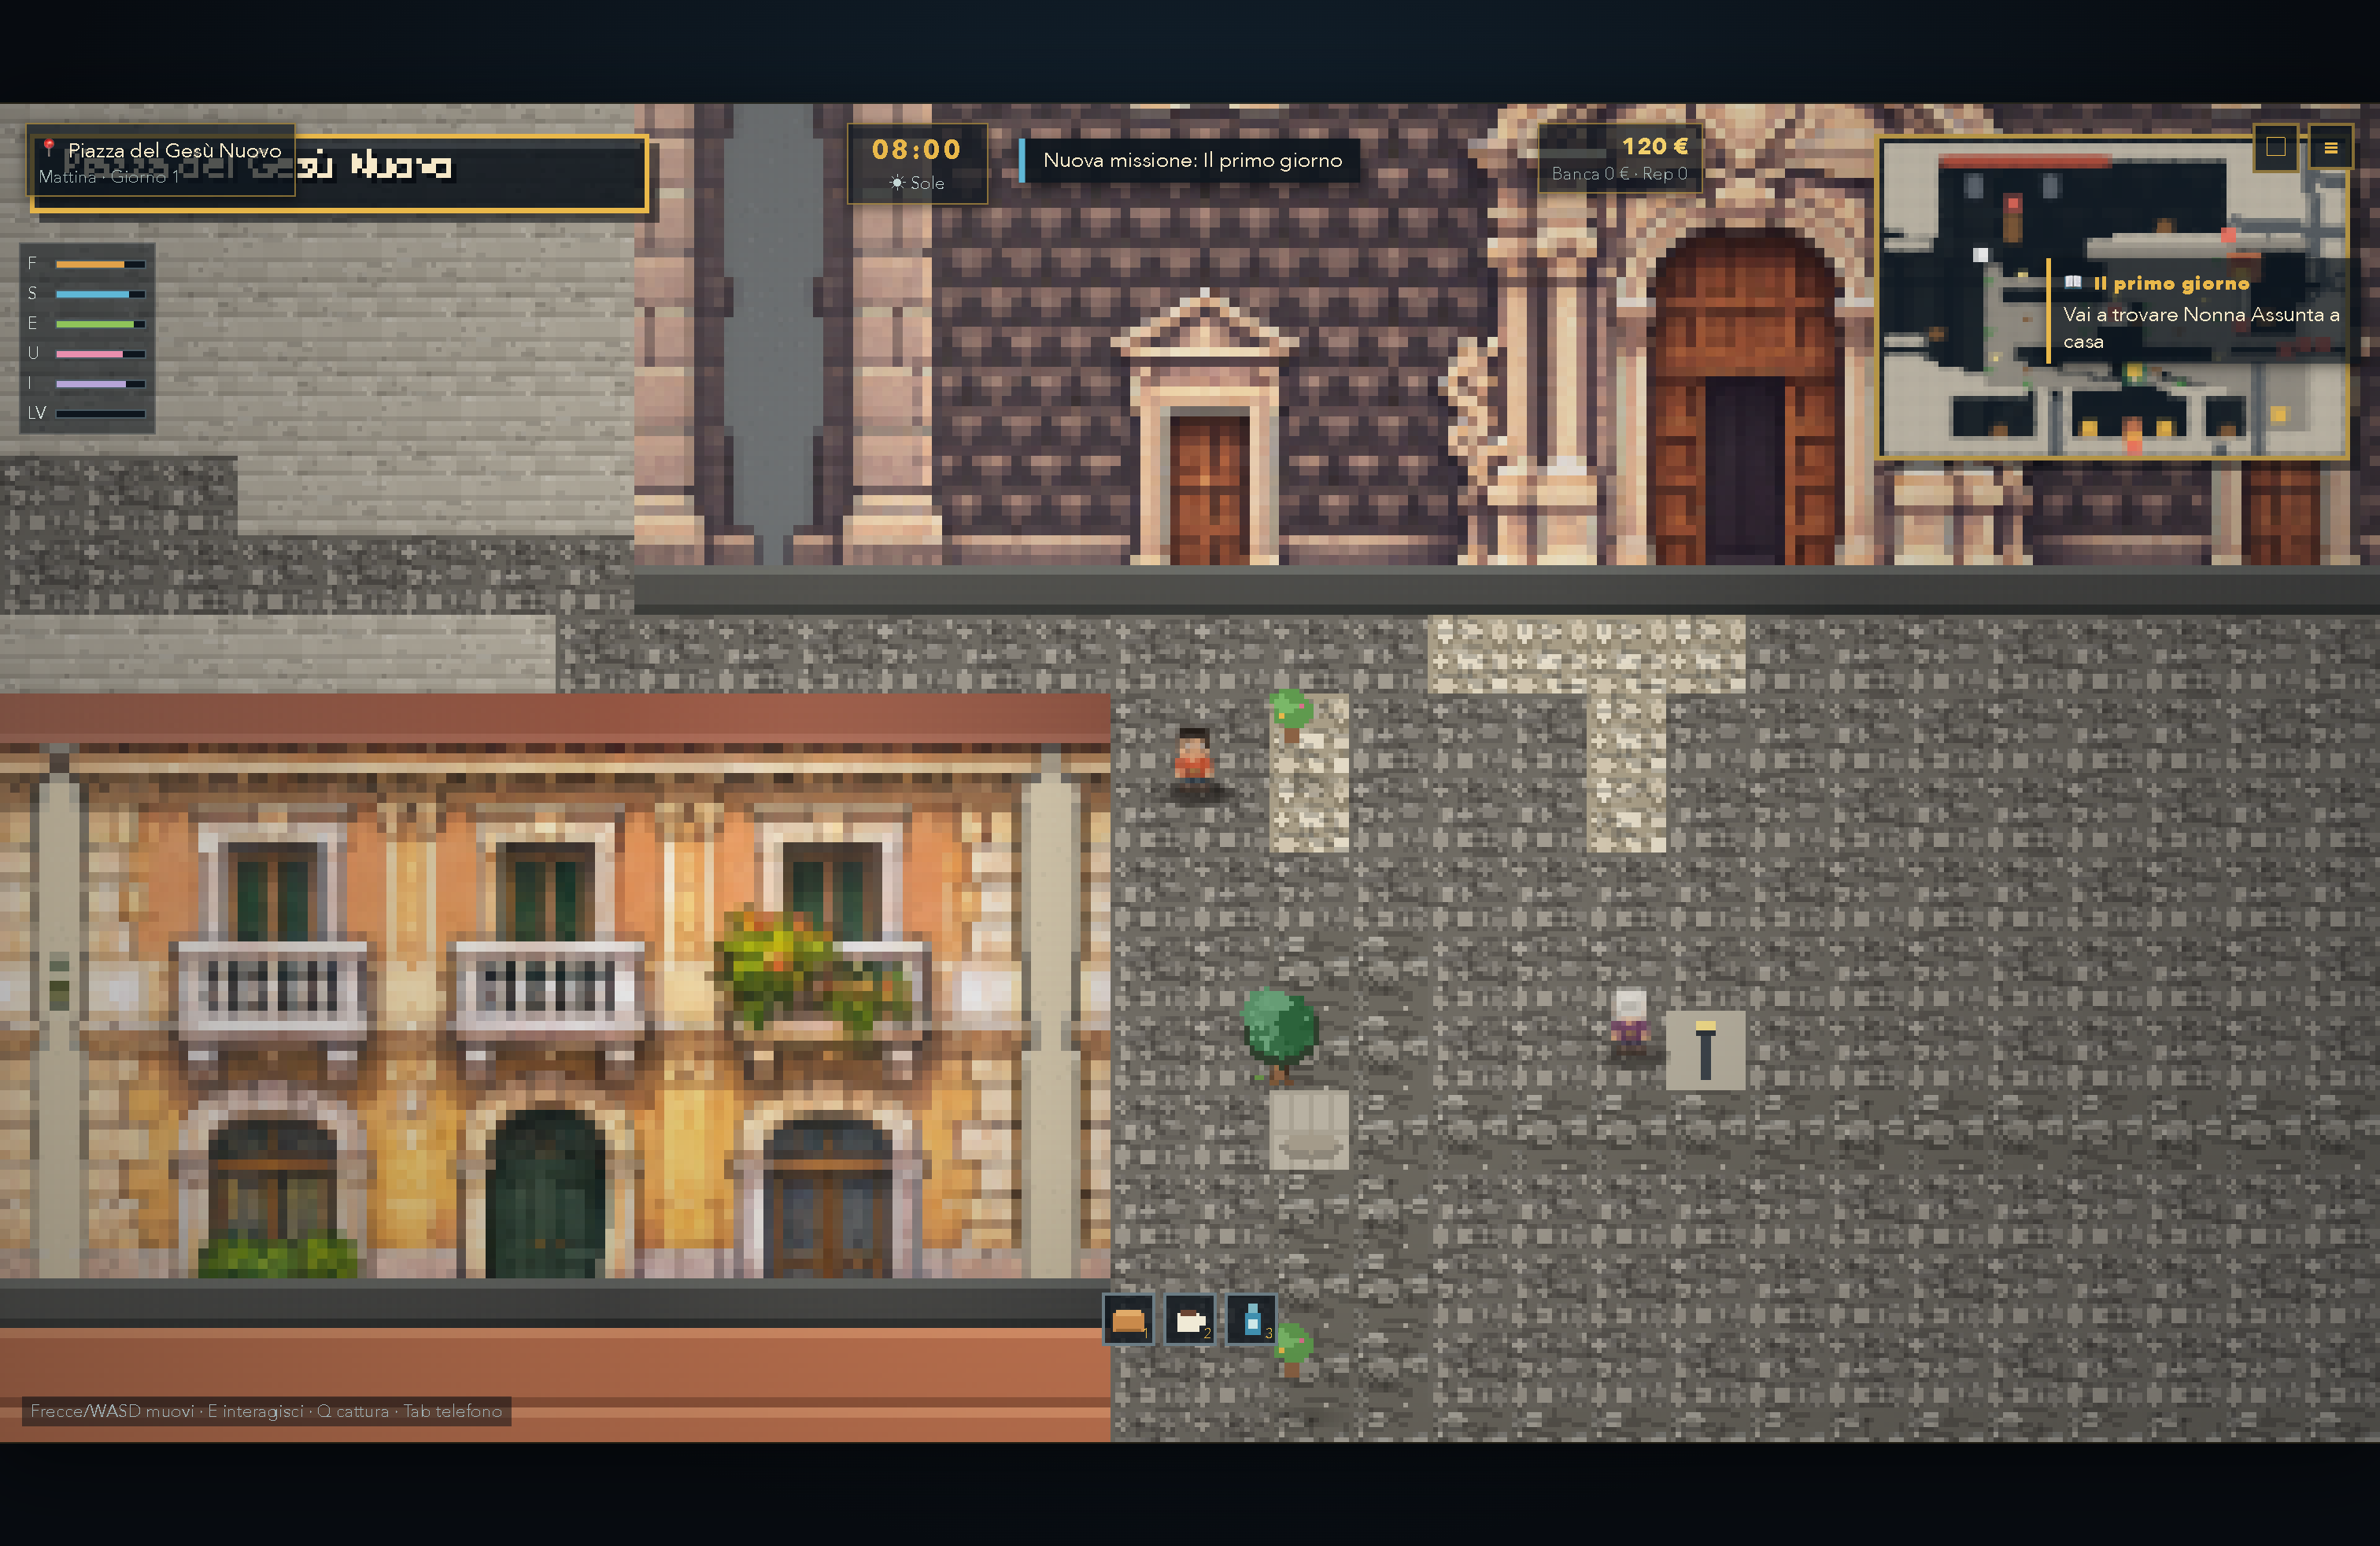 Piazza del Gesù Nuovo
Gesù Nuovo
Mattina · Giorno 1
08:00
Sole
Nuova missione: Il primo giorno
120 €
Banca 0 € · Rep 0
Il primo giorno
Vai a trovare Nonna Assunta a
casa
F
S
E
U
I
LV
1
2
3
Frecce/WASD muovi · E interagisci · Q cattura · Tab telefono